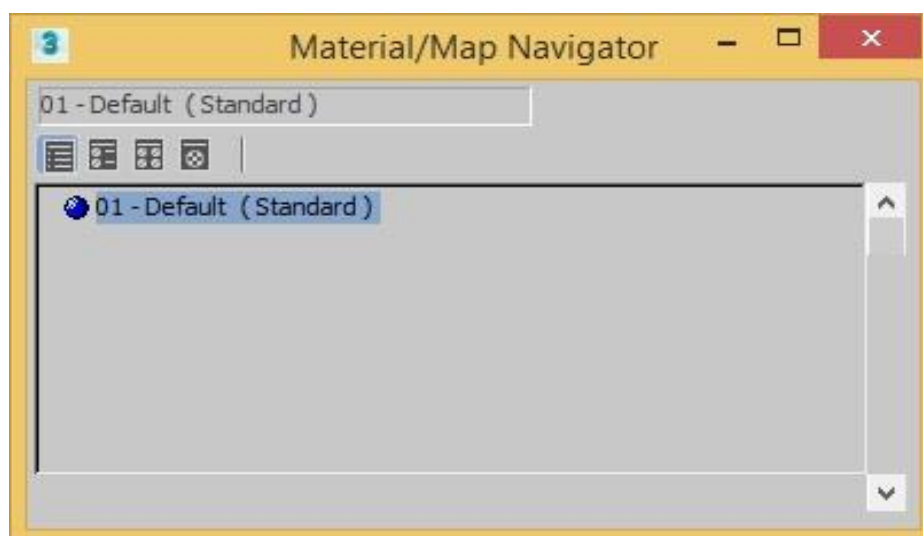 3 Material/Map Navigator
01 - Default ( Standard )
01 - Default ( Standard )